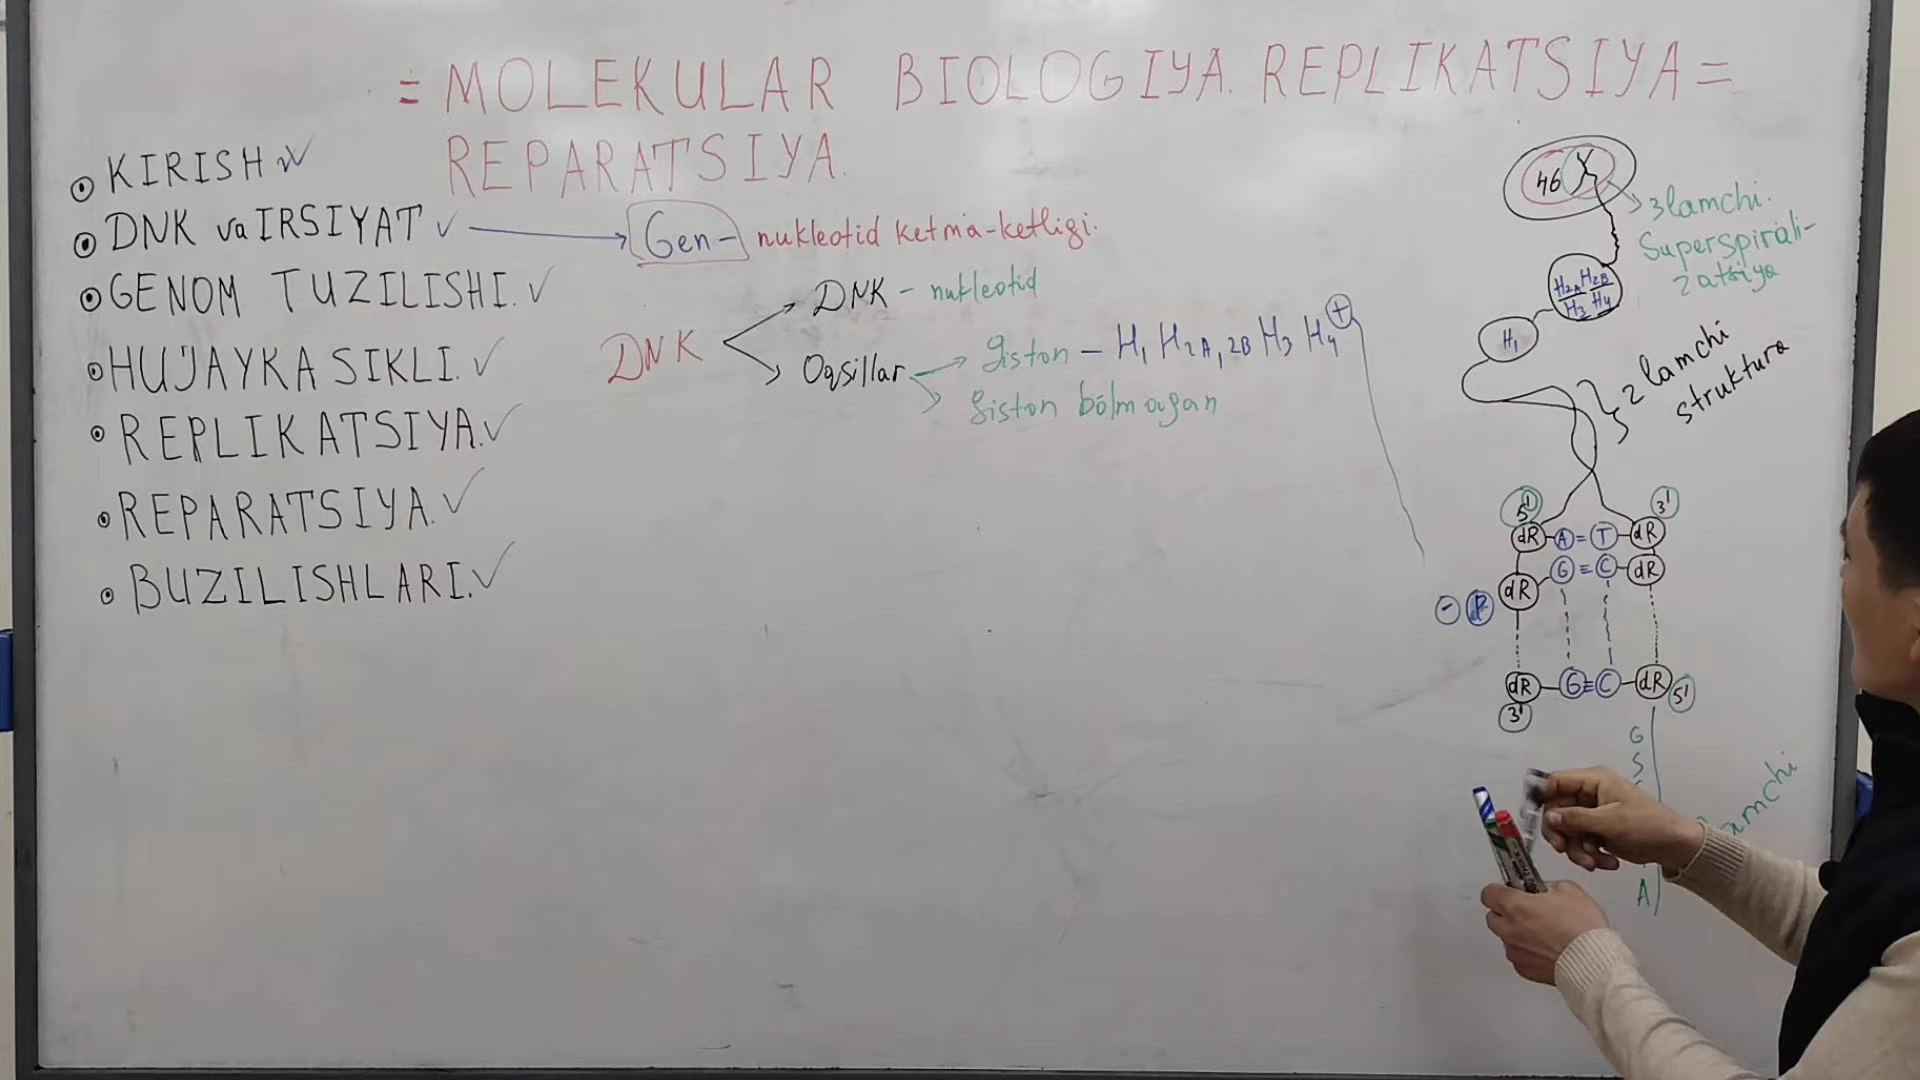 = MOLEKULAR BIOLOGIYA. REPLIKATSIYA =
REPARATSIYA.
KIRISH
DNK va IRSIYAT
GENOM TUZILISHI.
HUJAYKA SIKLI.
REPLIKATSIYA.
REPARATSIYA.
BUZILISHLARI.
Gen - nukleotid ketma-ketligi.
DNK
DNK - nukleotid
Oqsillar
giston - H1 H2A,2B H3 H4 +
giston bólmagan
46
3lamchi.
Superspirali-
zatsiya
H2A H2B
H3 H4
H1
2 lamchi
struktura
5' 3'
dR A = T dR
dR G ≡ C dR
- P
dR G ≡ C dR
3' 5'
G
S
A
lamchi